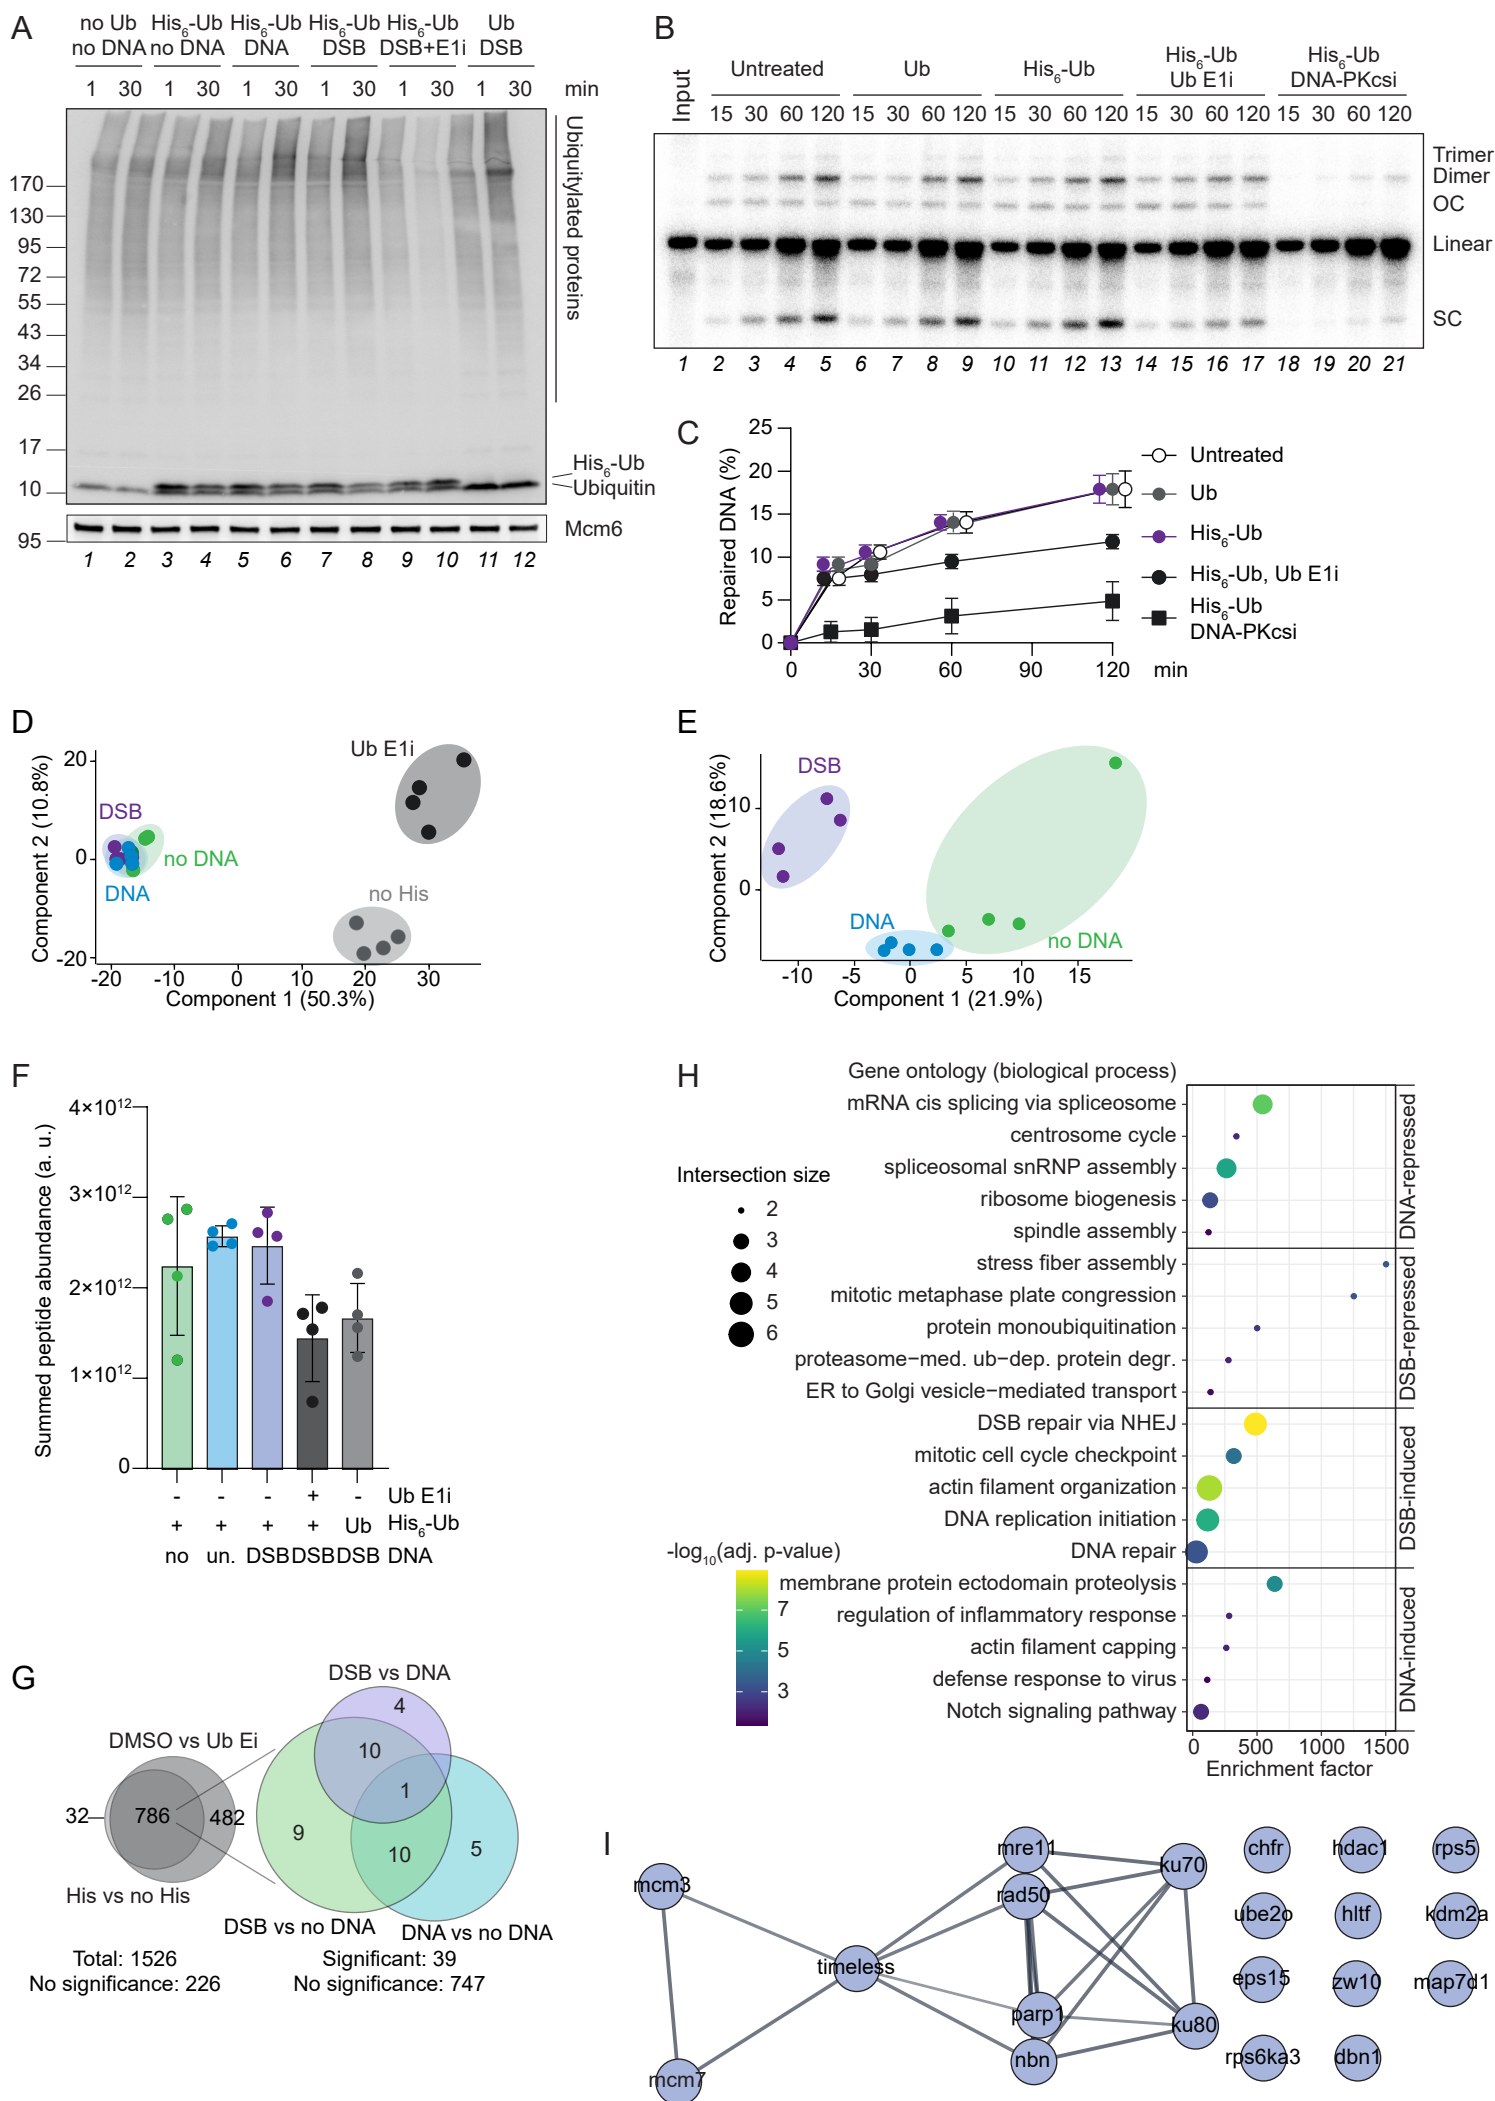 A
no Ub His6-Ub His6-Ub His6-Ub His6-Ub Ub
no DNA no DNA DNA DSB DSB+E1i DSB
1 30 1 30 1 30 1 30 1 30 1 30 min
170
130
95
72
55
43
34
26
17
10
Ubiquitylated proteins
His6-Ub
Ubiquitin
95
Mcm6
1 2 3 4 5 6 7 8 9 10 11 12
B
Input
Untreated Ub His6-Ub His6-Ub Ub E1i His6-Ub DNA-PKcsi
15 30 60 120 15 30 60 120 15 30 60 120 15 30 60 120 15 30 60 120
Trimer
Dimer
OC
Linear
SC
1 2 3 4 5 6 7 8 9 10 11 12 13 14 15 16 17 18 19 20 21
C
Repaired DNA (%)
25
20
15
10
5
0
0 30 60 90 120 min
Untreated
Ub
His6-Ub
His6-Ub, Ub E1i
His6-Ub
DNA-PKcsi
D
Component 2 (10.8%)
20
0
-20
Ub E1i
DSB
no DNA
DNA
no His
-20 -10 0 10 20 30
Component 1 (50.3%)
E
Component 2 (18.6%)
10
0
DSB
DNA
no DNA
-10 -5 0 5 10 15
Component 1 (21.9%)
F
Summed peptide abundance (a. u.)
4×10¹²
3×10¹²
2×10¹²
1×10¹²
0
- - - + - Ub E1i
+ + + + Ub His6-Ub
no un. DSB DSB DSB DNA
G
DMSO vs Ub Ei
32 786 482
His vs no His
Total: 1526
No significance: 226
DSB vs DNA
4
10
1
9
10
5
DSB vs no DNA
DNA vs no DNA
Significant: 39
No significance: 747
H
Gene ontology (biological process)
mRNA cis splicing via spliceosome
centrosome cycle
spliceosomal snRNP assembly
ribosome biogenesis
spindle assembly
stress fiber assembly
mitotic metaphase plate congression
protein monoubiquitination
proteasome−med. ub−dep. protein degr.
ER to Golgi vesicle−mediated transport
DSB repair via NHEJ
mitotic cell cycle checkpoint
actin filament organization
DNA replication initiation
DNA repair
membrane protein ectodomain proteolysis
regulation of inflammatory response
actin filament capping
defense response to virus
Notch signaling pathway
DNA-repressed
DSB-repressed
DSB-induced
DNA-induced
Intersection size
2
3
4
5
6
-log10(adj. p-value)
7
5
3
0 500 1000 1500
Enrichment factor
I
mcm3
mcm7
timeless
mre11
rad50
parp1
nbn
ku70
ku80
chfr hdac1 rps5
ube2o hltf kdm2a
eps15 zw10 map7d1
rps6ka3 dbn1